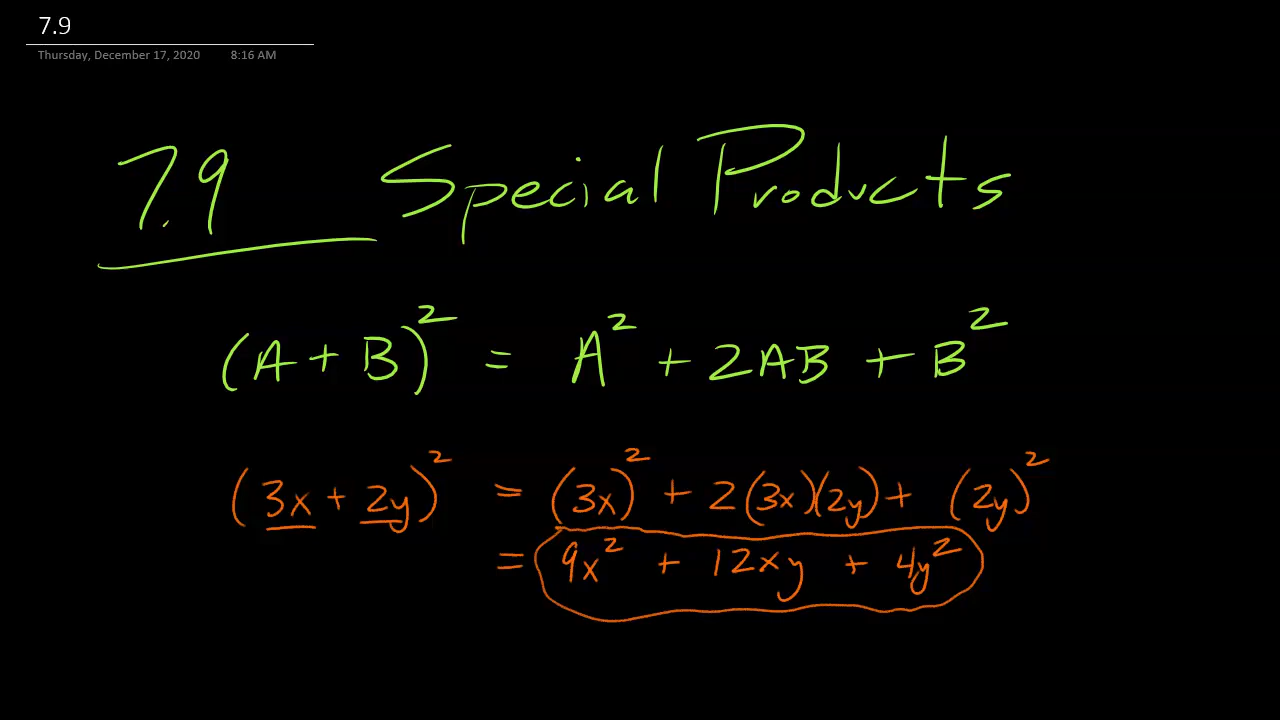 7.9
Thursday, December 17, 2020 8:16 AM
7.9 Special Products
(A + B)² = A² + 2AB + B²
(3x + 2y)² = (3x)² + 2(3x)(2y) + (2y)²
= 9x² + 12xy + 4y²